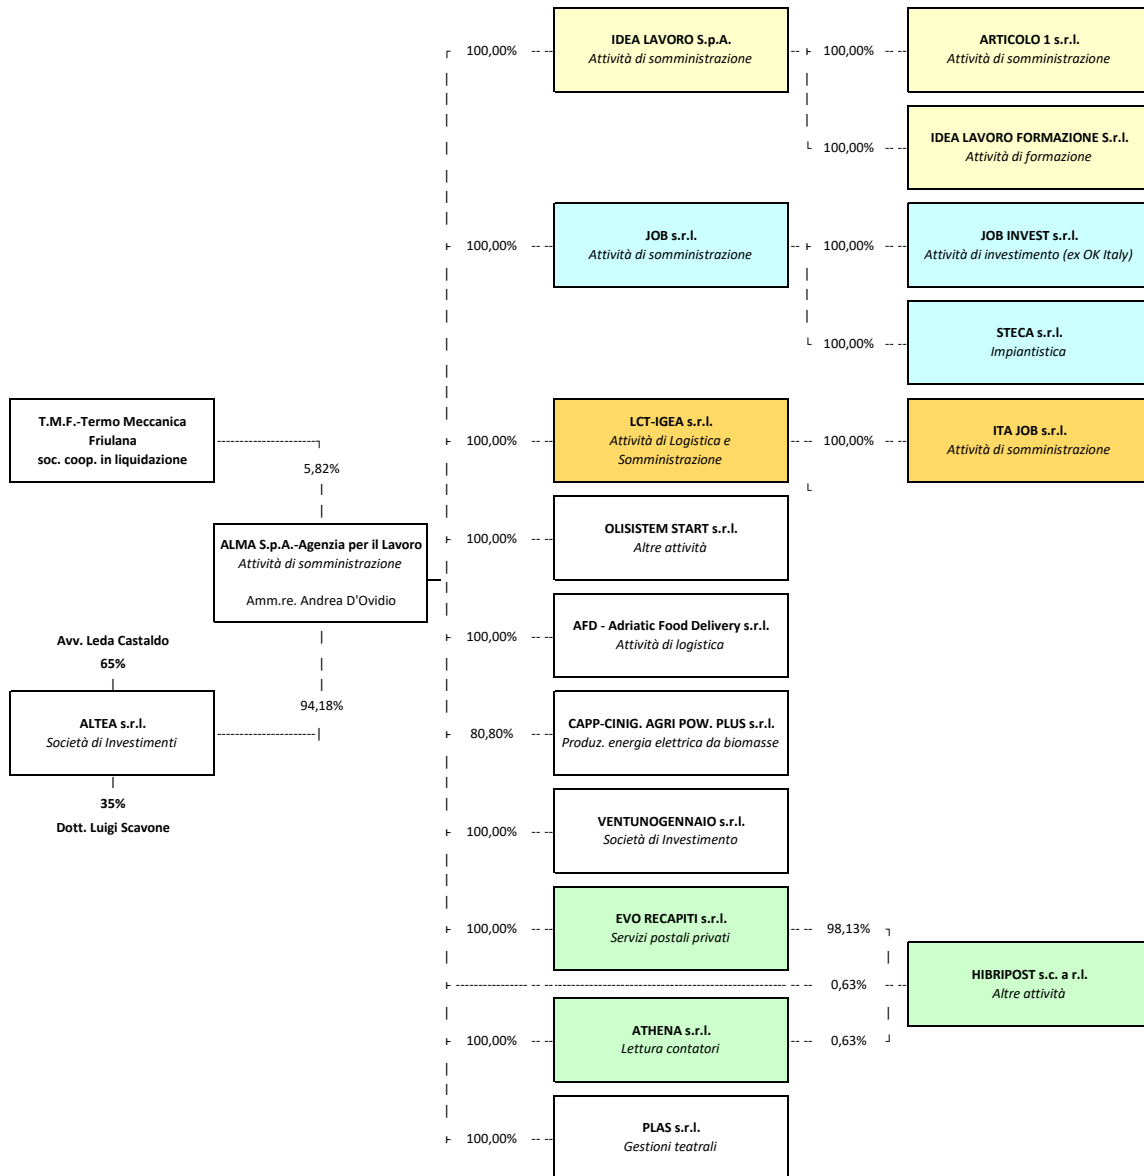 IDEA LAVORO S.p.A.
Attività di somministrazione
100,00%
100,00%
ARTICOLO 1 s.r.l.
Attività di somministrazione
100,00%
IDEA LAVORO FORMAZIONE S.r.l.
Attività di formazione
100,00%
JOB s.r.l.
Attività di somministrazione
100,00%
JOB INVEST s.r.l.
Attività di investimento (ex OK Italy)
100,00%
STECA s.r.l.
Impiantistica
T.M.F.-Termo Meccanica
Friulana
soc. coop. in liquidazione
5,82%
100,00%
LCT-IGEA s.r.l.
Attività di Logistica e
Somministrazione
100,00%
ITA JOB s.r.l.
Attività di somministrazione
ALMA S.p.A.-Agenzia per il Lavoro
Attività di somministrazione
Amm.re. Andrea D'Ovidio
100,00%
OLISISTEM START s.r.l.
Altre attività
100,00%
AFD - Adriatic Food Delivery s.r.l.
Attività di logistica
Avv. Leda Castaldo
65%
ALTEA s.r.l.
Società di Investimenti
94,18%
35%
Dott. Luigi Scavone
80,80%
CAPP-CINIG. AGRI POW. PLUS s.r.l.
Produz. energia elettrica da biomasse
100,00%
VENTUNOGENNAIO s.r.l.
Società di Investimento
100,00%
EVO RECAPITI s.r.l.
Servizi postali privati
98,13%
0,63%
HIBRIPOST s.c. a r.l.
Altre attività
100,00%
ATHENA s.r.l.
Lettura contatori
0,63%
100,00%
PLAS s.r.l.
Gestioni teatrali